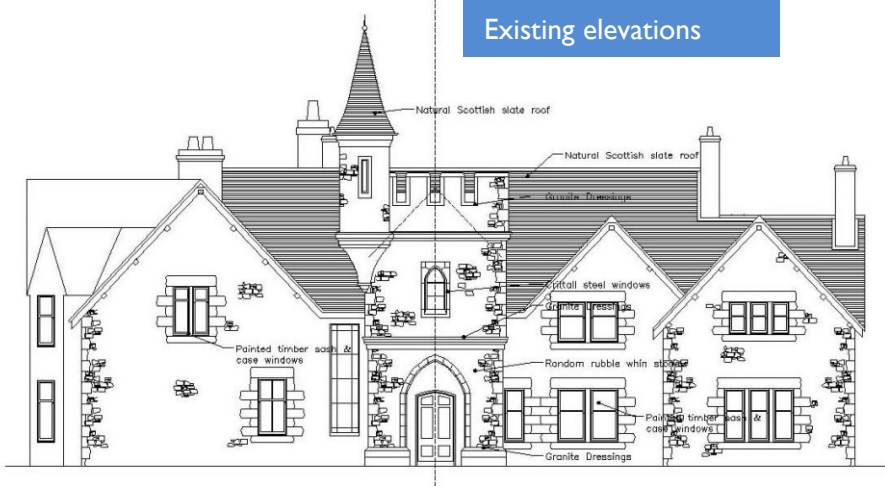 Existing elevations
Natural Scottish slate roof
Natural Scottish slate roof
Granite Dressings
Crittall steel windows
Granite Dressings
Painted timber sash &
case windows
Random rubble whin stone
Painted timber sash &
case windows
Granite Dressings